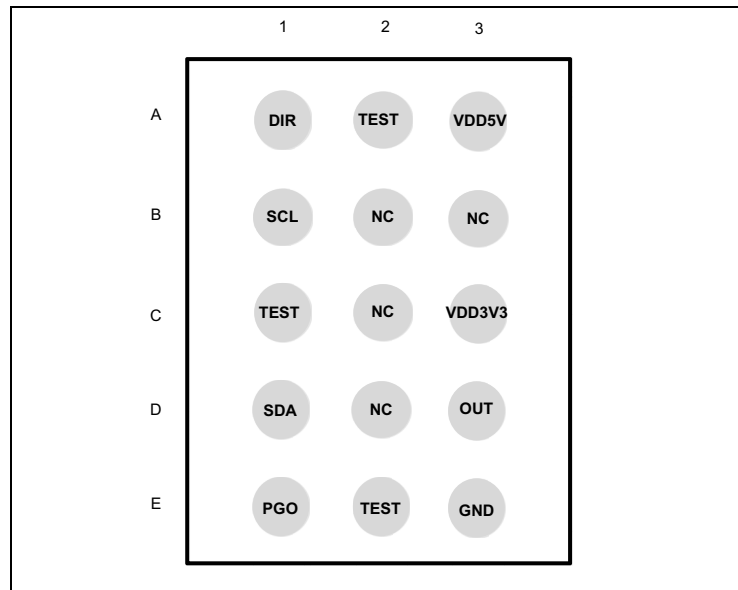 1 2 3
A DIR TEST VDD5V
B SCL NC NC
C TEST NC VDD3V3
D SDA NC OUT
E PGO TEST GND